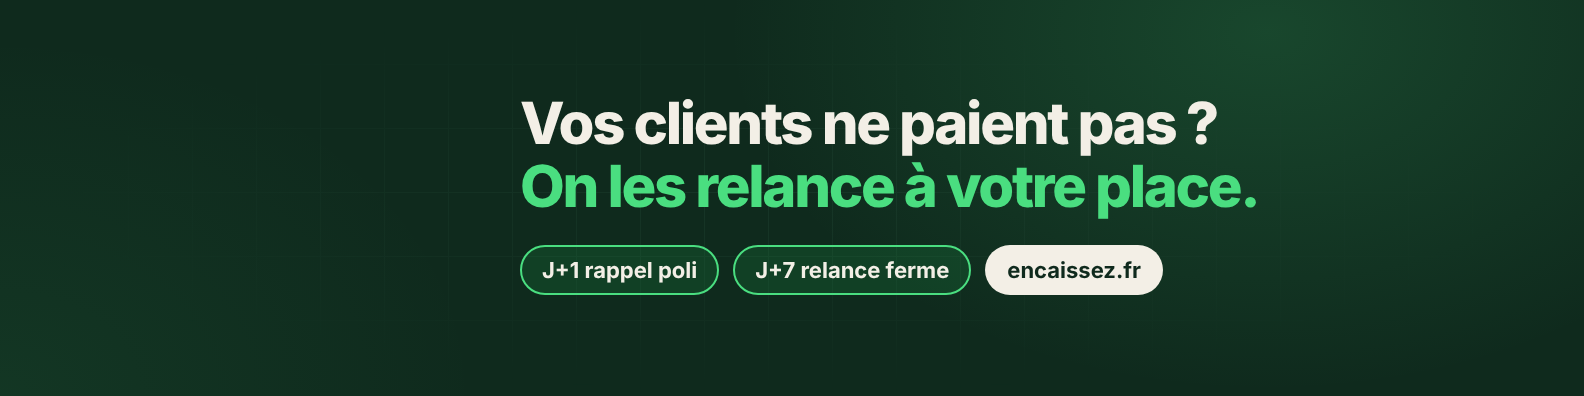 Vos clients ne paient pas ?
On les relance à votre place.
J+1 rappel poli
J+7 relance ferme
encaissez.fr